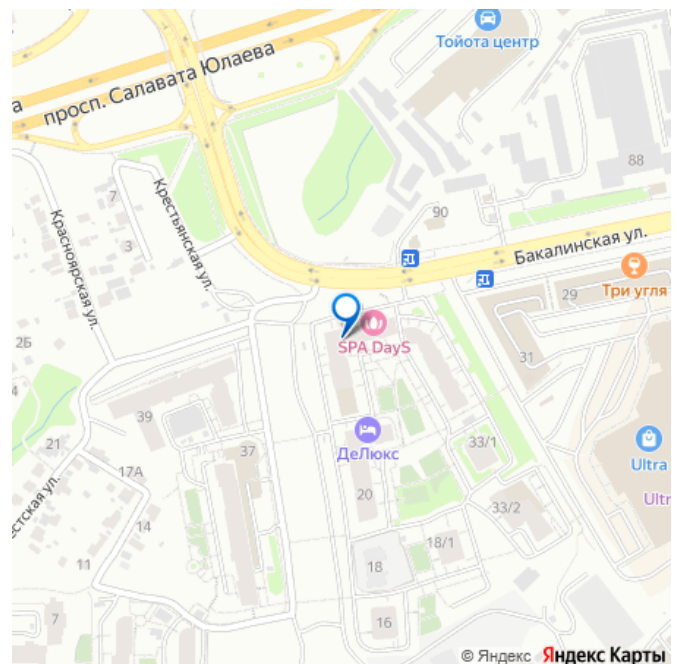 Тойота центр
просп. Салавата Юлаева
а
88
7
Крестьянская ул.
3
Красноярская ул.
90
Бакалинская ул.
Три угля
29
31
2Б
4
SPA DayS
39
21
17А
37
ДеЛюкс
33/1
Ultra
Ultr
естская ул.
14
20
33/2
11
18/1
18
7
16
© Яндекс Яндекс Карты